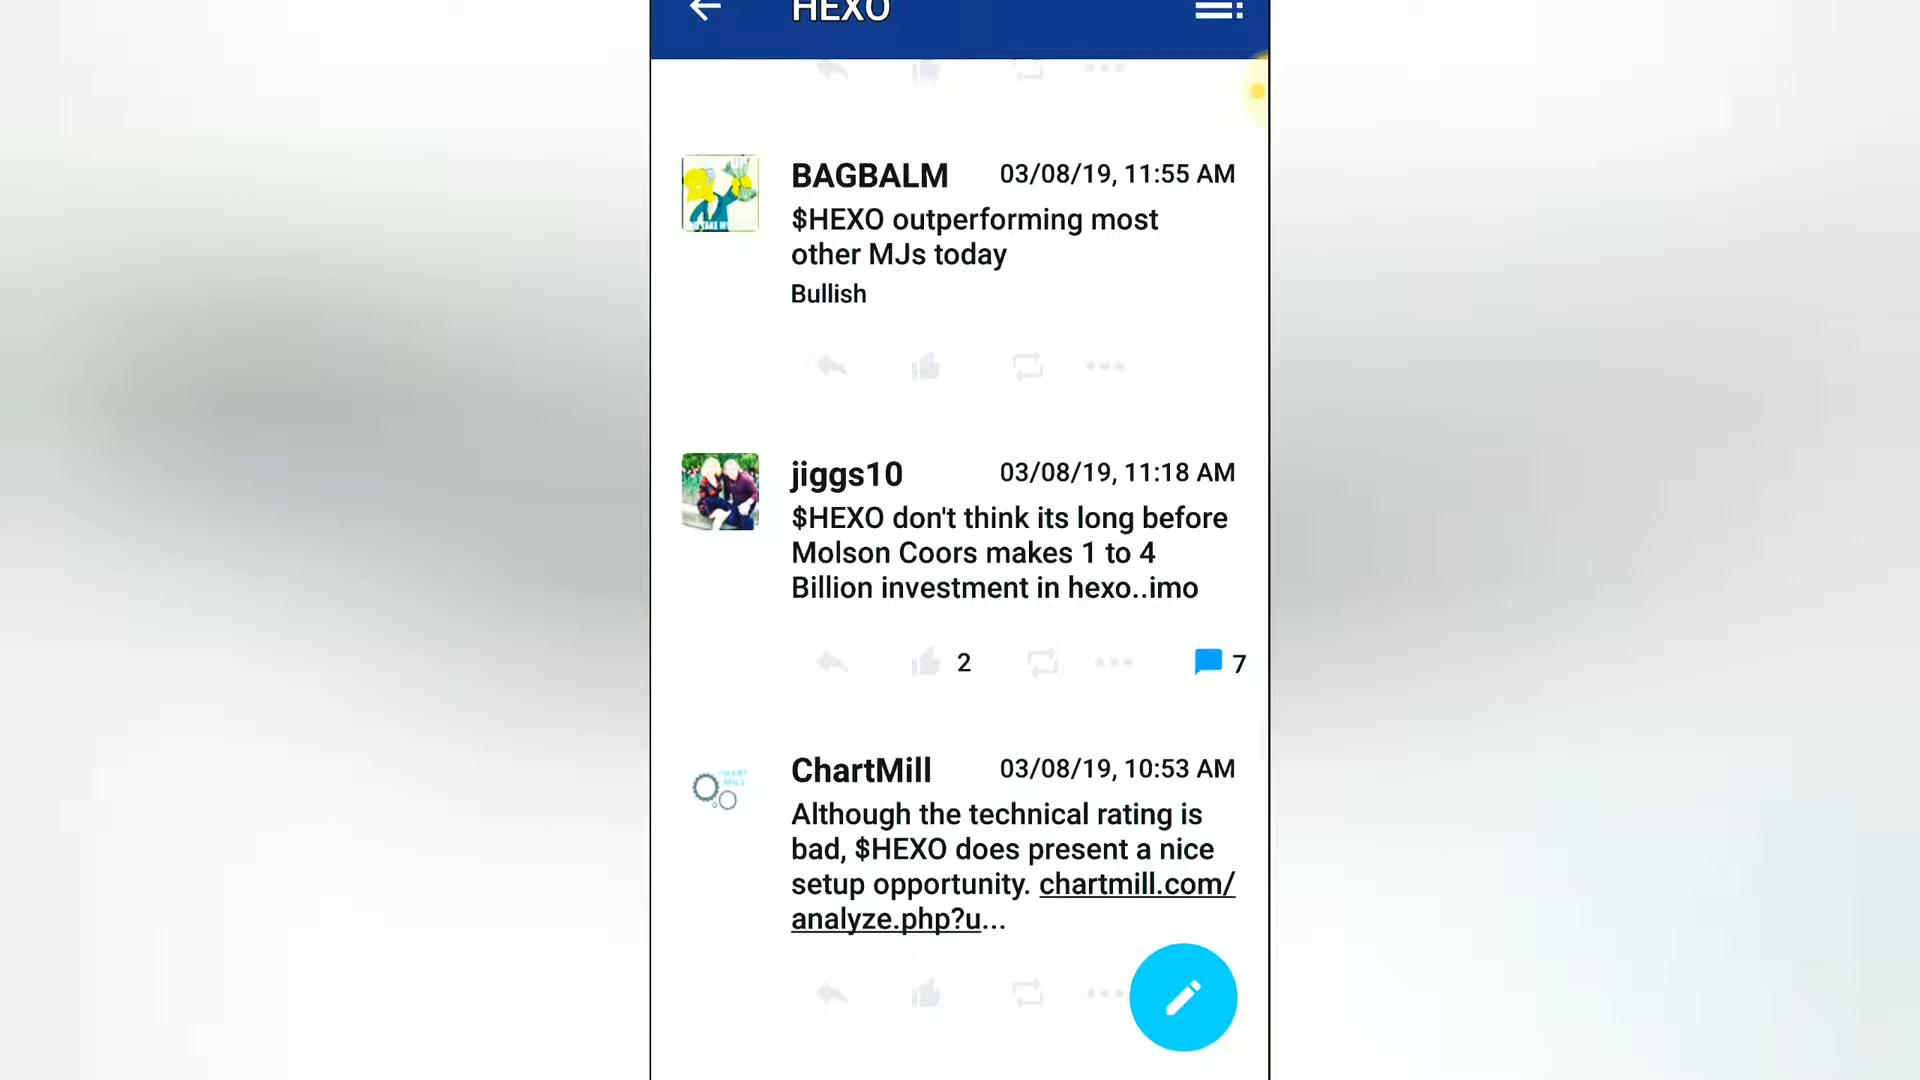 HEXO
BAGBALM 03/08/19, 11:55 AM
$HEXO outperforming most
other MJs today
Bullish
jiggs10 03/08/19, 11:18 AM
$HEXO don't think its long before
Molson Coors makes 1 to 4
Billion investment in hexo..imo
2 7
ChartMill 03/08/19, 10:53 AM
Although the technical rating is
bad, $HEXO does present a nice
setup opportunity. chartmill.com/
analyze.php?u...